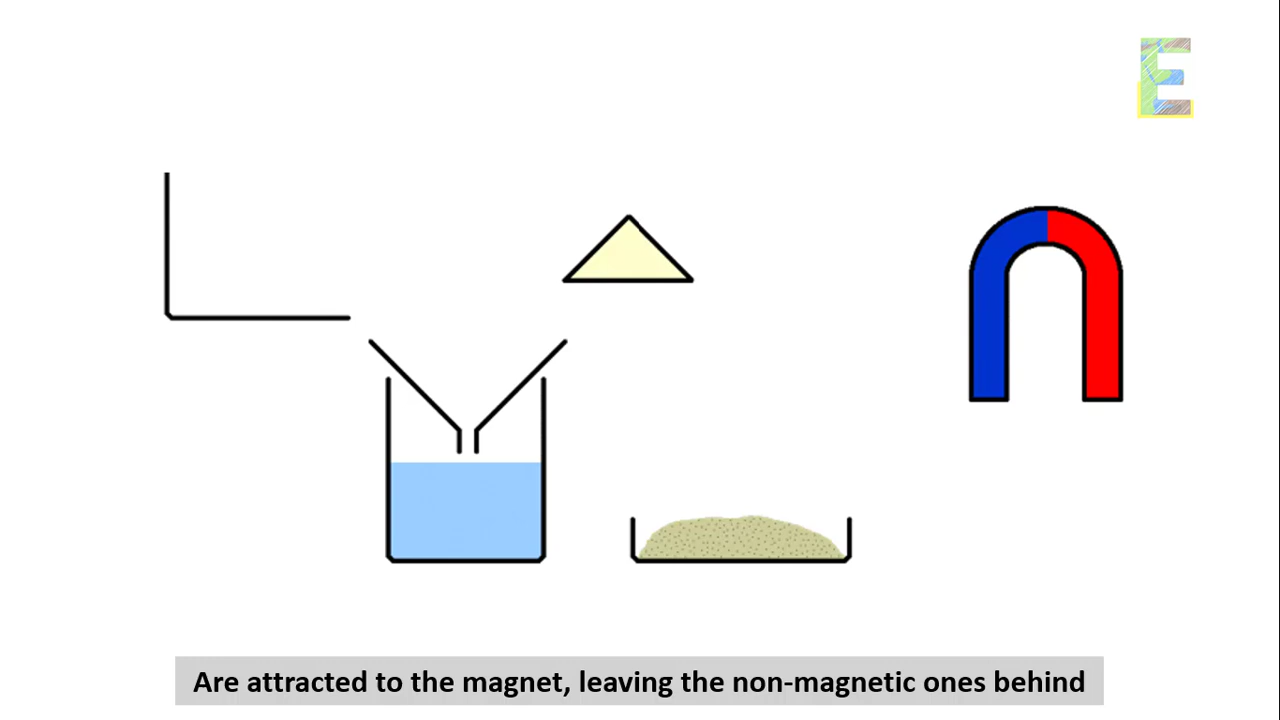 E
Are attracted to the magnet, leaving the non-magnetic ones behind